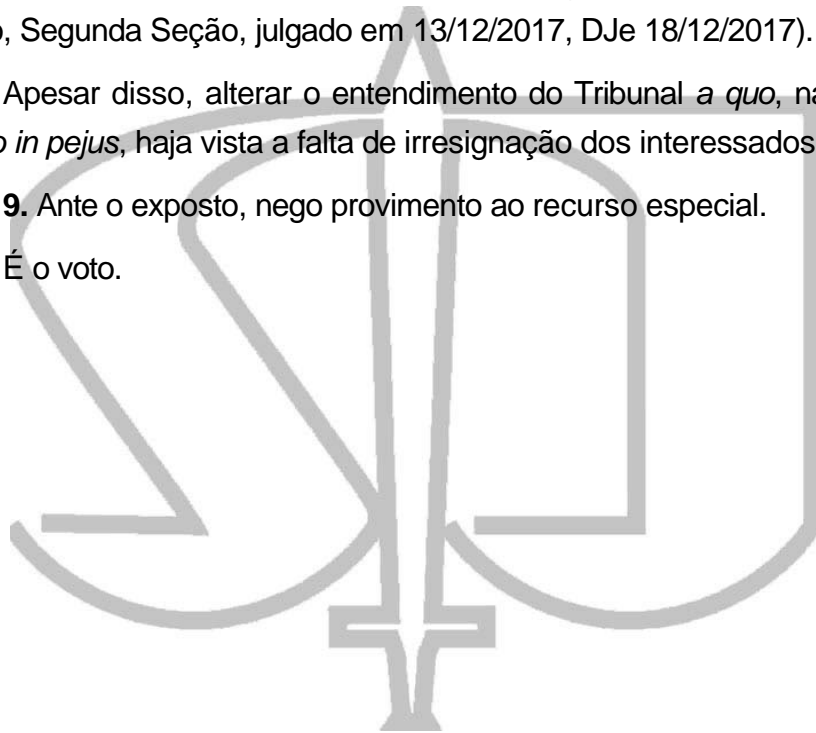 , Segunda Seção, julgado em 13/12/2017, DJe 18/12/2017).
Apesar disso, alterar o entendimento do Tribunal a quo,
in pejus, haja vista a falta de irresignação dos interessados
9. Ante o exposto, nego provimento ao recurso especial.
É o voto.